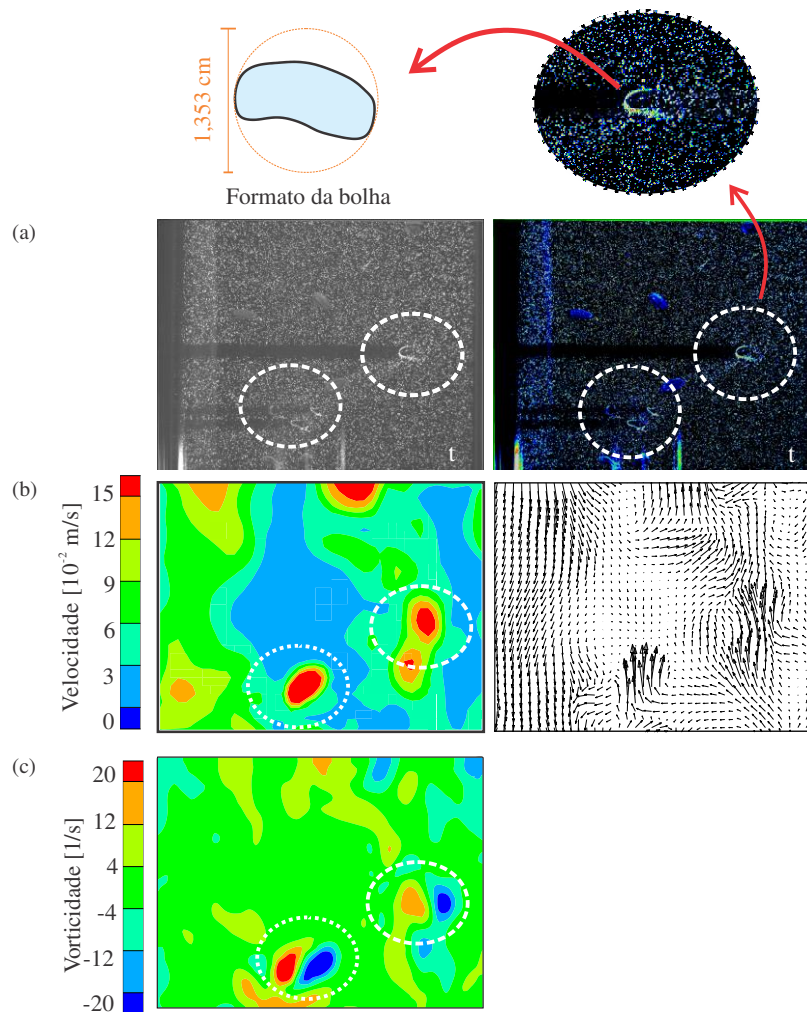 1,353 cm
Formato da bolha
(a)
t
t
(b)
Velocidade [10⁻² m/s]
15
12
9
6
3
0
(c)
Vorticidade [1/s]
20
12
4
-4
-12
-20